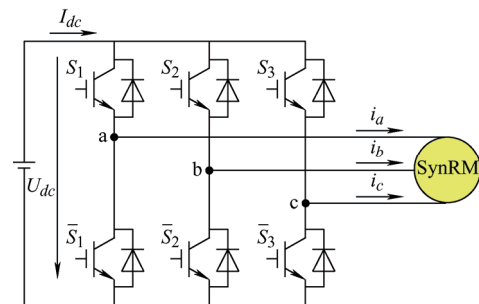 I_dc
S_1 S_2 S_3
i_a
a
i_b
b
SynRM
U_dc
i_c
c
S̅_1 S̅_2 S̅_3